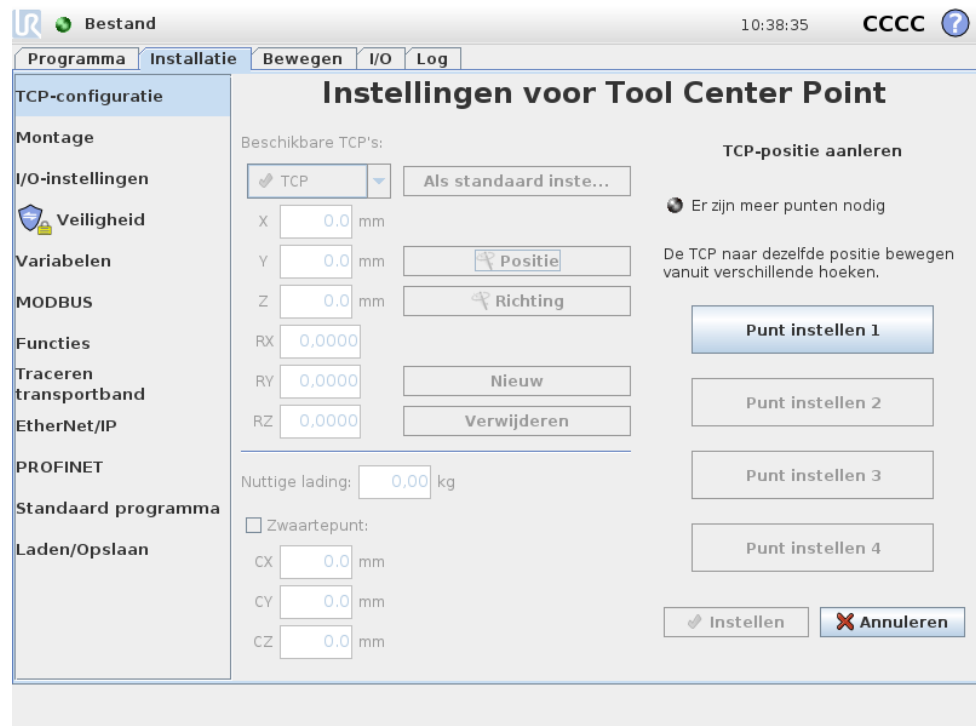 UR Bestand 10:38:35 CCCC ?
Programma Installatie Bewegen I/O Log
TCP-configuratie
Montage
I/O-instellingen
Veiligheid
Variabelen
MODBUS
Functies
Traceren
transportband
EtherNet/IP
PROFINET
Standaard programma
Laden/Opslaan
Instellingen voor Tool Center Point
Beschikbare TCP's:
TCP Als standaard inste...
X 0.0 mm
Y 0.0 mm Positie
Z 0.0 mm Richting
RX 0,0000
RY 0,0000 Nieuw
RZ 0,0000 Verwijderen
Nuttige lading: 0,00 kg
Zwaartepunt:
CX 0.0 mm
CY 0.0 mm
CZ 0.0 mm
TCP-positie aanleren
Er zijn meer punten nodig
De TCP naar dezelfde positie bewegen
vanuit verschillende hoeken.
Punt instellen 1
Punt instellen 2
Punt instellen 3
Punt instellen 4
Instellen Annuleren